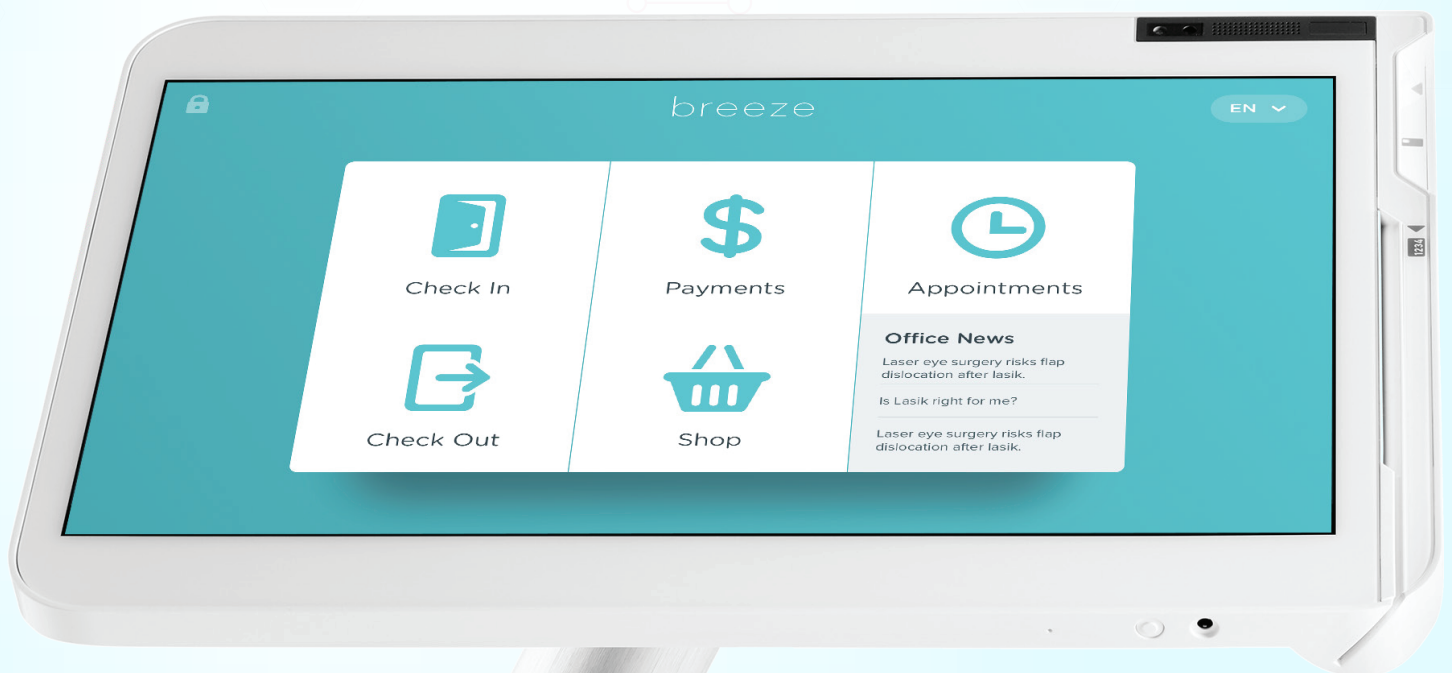 breeze
EN
Check In
Payments
Appointments
Check Out
Shop
Office News
Laser eye surgery risks flap
dislocation after lasik.
Is Lasik right for me?
Laser eye surgery risks flap
dislocation after lasik.
1234